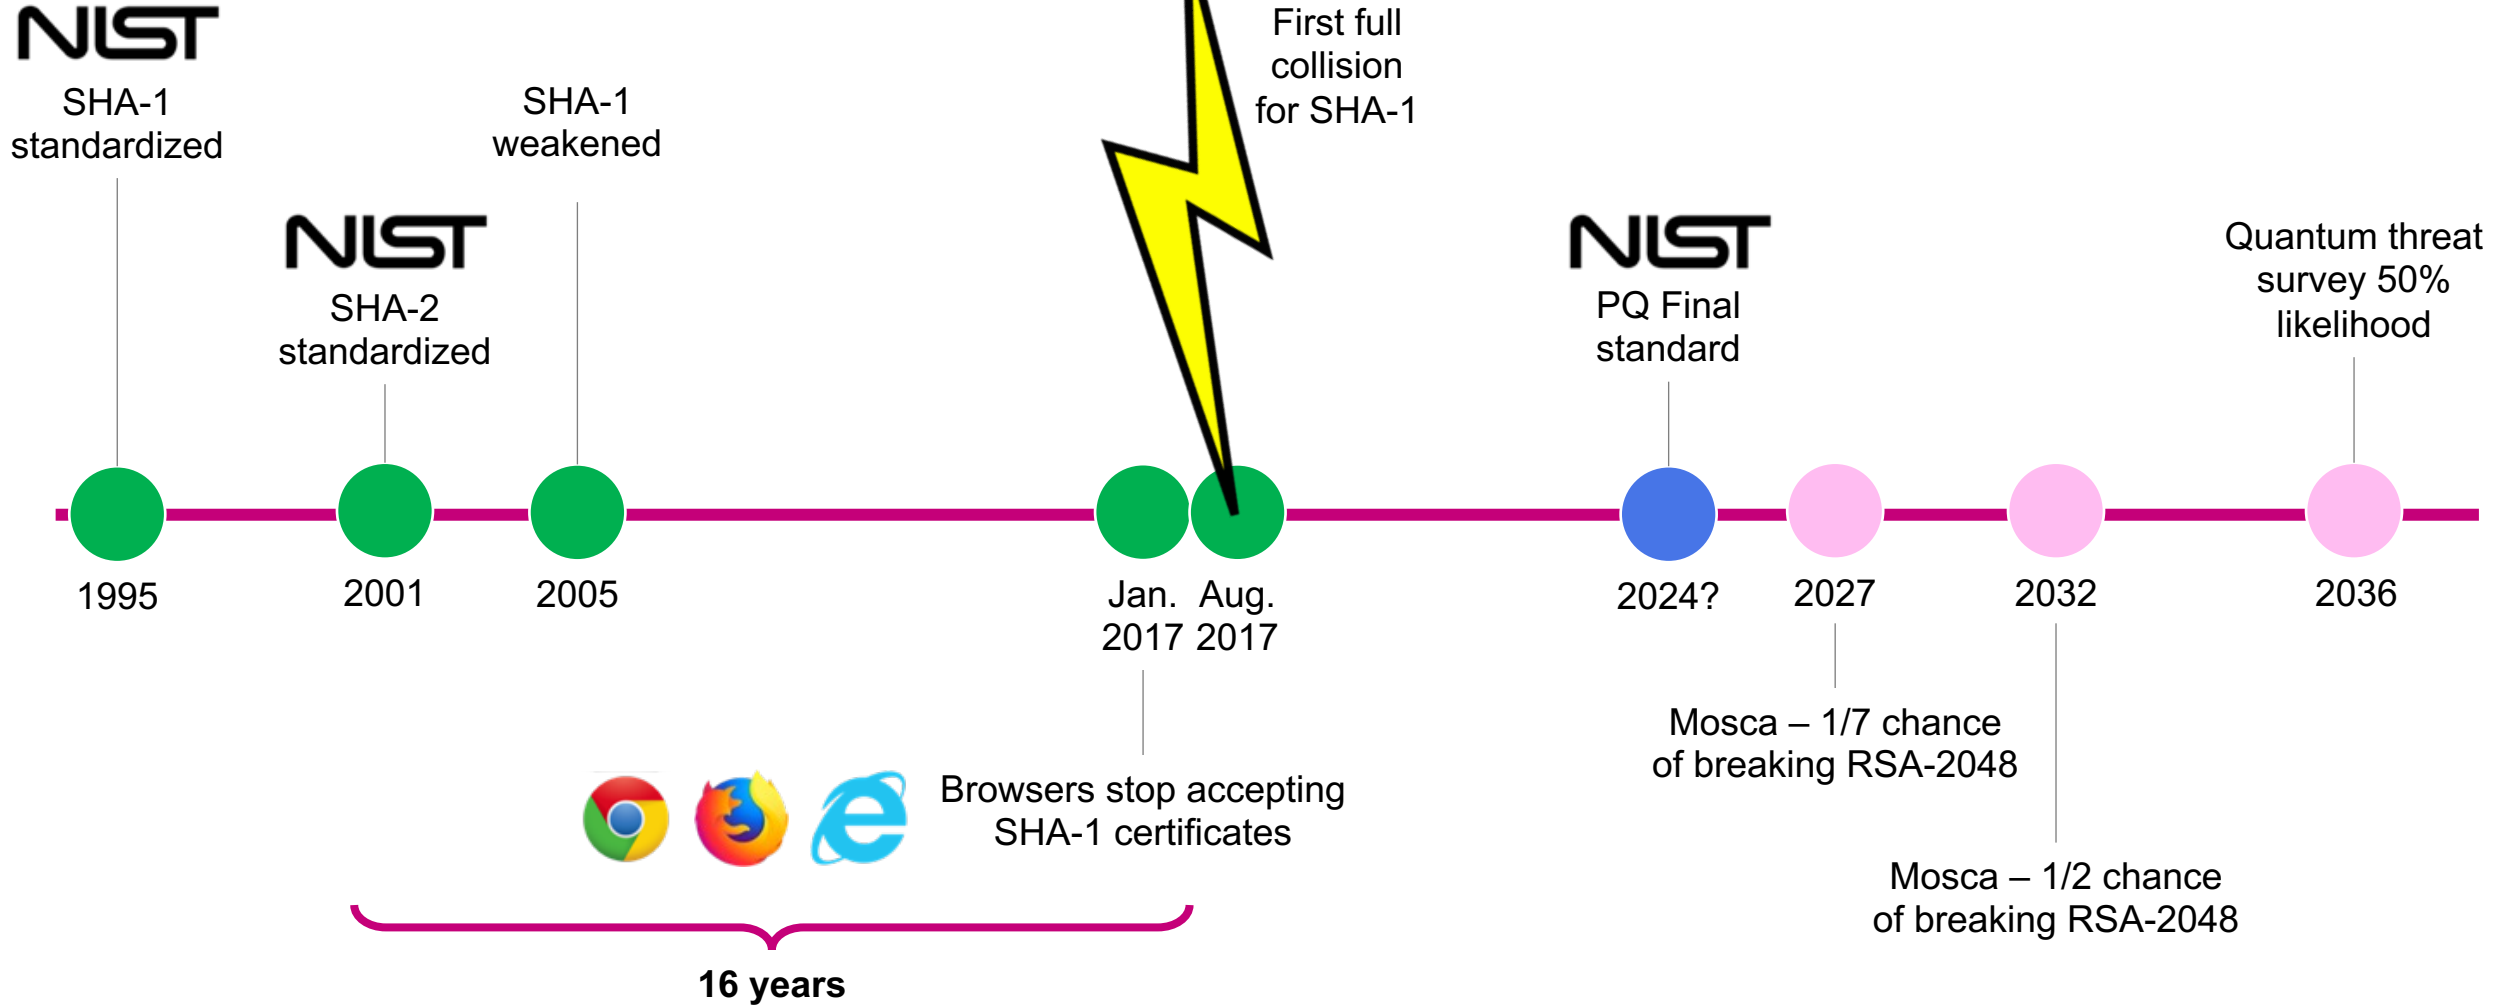 NIST
SHA-1
standardized
NIST
SHA-2
standardized
SHA-1
weakened
First full
collision
for SHA-1
NIST
PQ Final
standard
Quantum threat
survey 50%
likelihood
1995
2001
2005
Jan.
2017
Aug.
2017
2024?
2027
2032
2036
Browsers stop accepting
SHA-1 certificates
Mosca – 1/7 chance
of breaking RSA-2048
Mosca – 1/2 chance
of breaking RSA-2048
16 years